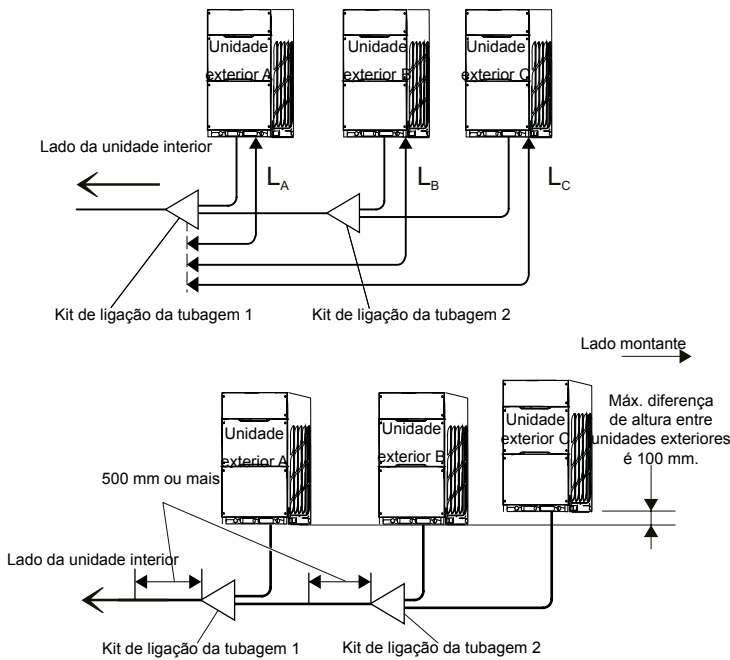 Unidade
exterior A
Unidade
exterior B
Unidade
exterior C
Lado da unidade interior
LA
LB
LC
Kit de ligação da tubagem 1
Kit de ligação da tubagem 2
Lado montante
Máx. diferença
de altura entre
unidades exteriores
é 100 mm.
Unidade
exterior A
Unidade
exterior B
Unidade
exterior C
500 mm ou mais
Lado da unidade interior
Kit de ligação da tubagem 1
Kit de ligação da tubagem 2